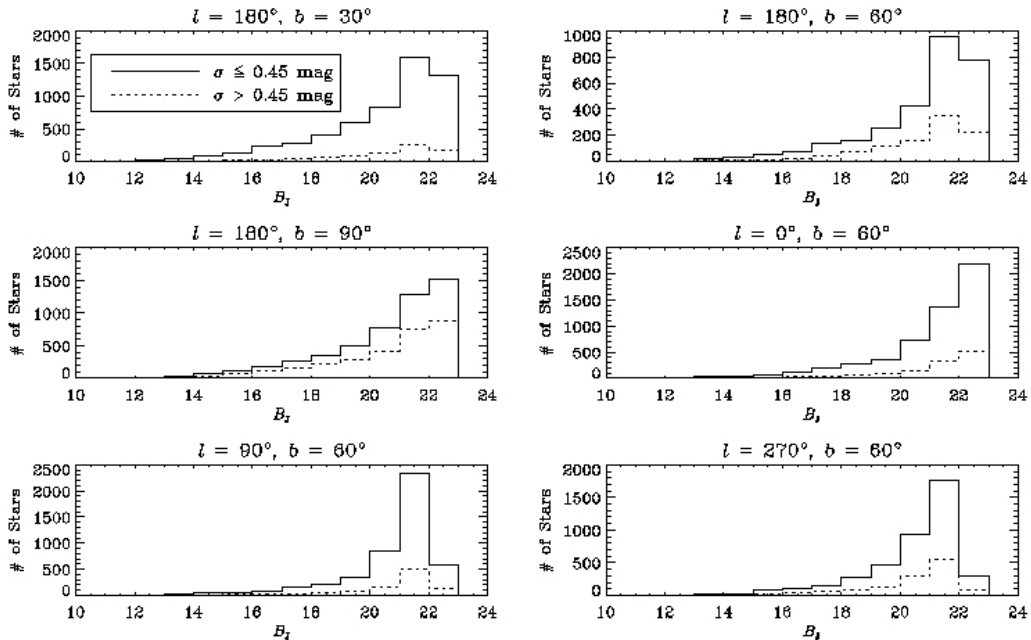 l = 180°, b = 30°
2000
1500
1000
500
0
# of Stars
σ ≦ 0.45 mag
σ > 0.45 mag
10 12 14 16 18 20 22 24
B_J
l = 180°, b = 60°
1000
800
600
400
200
0
# of Stars
10 12 14 16 18 20 22 24
B_J
l = 180°, b = 90°
2000
1500
1000
500
0
# of Stars
10 12 14 16 18 20 22 24
B_J
l = 0°, b = 60°
2500
2000
1500
1000
500
0
# of Stars
10 12 14 16 18 20 22 24
B_J
l = 90°, b = 60°
2500
2000
1500
1000
500
0
# of Stars
10 12 14 16 18 20 22 24
B_J
l = 270°, b = 60°
2000
1500
1000
500
0
# of Stars
10 12 14 16 18 20 22 24
B_J